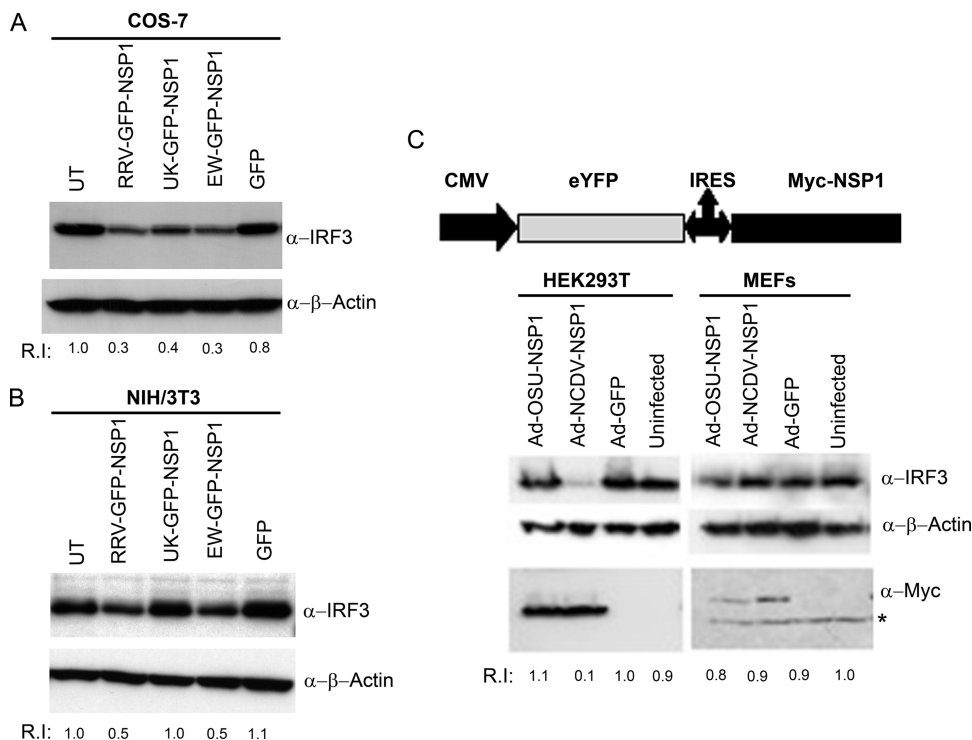 A
COS-7
UT
RRV-GFP-NSP1
UK-GFP-NSP1
EW-GFP-NSP1
GFP
α–IRF3
α–β–Actin
R.I: 1.0 0.3 0.4 0.3 0.8
B
NIH/3T3
UT
RRV-GFP-NSP1
UK-GFP-NSP1
EW-GFP-NSP1
GFP
α–IRF3
α–β–Actin
R.I: 1.0 0.5 1.0 0.5 1.1
C
CMV eYFP IRES Myc-NSP1
HEK293T MEFs
Ad-OSU-NSP1
Ad-NCDV-NSP1
Ad-GFP
Uninfected
Ad-OSU-NSP1
Ad-NCDV-NSP1
Ad-GFP
Uninfected
α–IRF3
α–β–Actin
α–Myc
*
R.I: 1.1 0.1 1.0 0.9 0.8 0.9 0.9 1.0